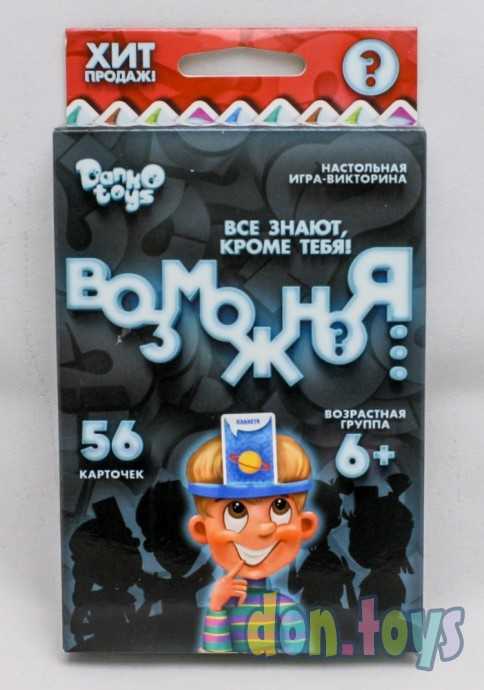 ХИТ
ПРОДАЖ!
?
Danko
toys
НАСТОЛЬНАЯ
ИГРА-ВИКТОРИНА
ВСЕ ЗНАЮТ,
КРОМЕ ТЕБЯ!
ВОЗМОЖНО? Я...
56
КАРТОЧЕК
ВОЗРАСТНАЯ
ГРУППА
6+
ПЛАНЕТА
don.toys